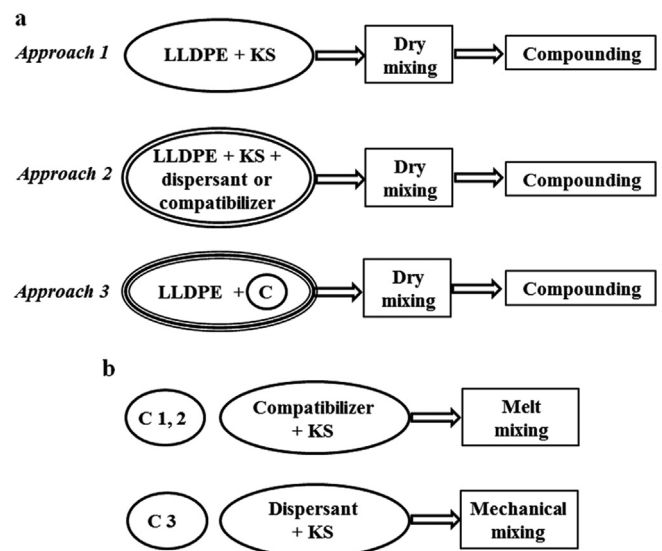 a
Approach 1
LLDPE + KS
Dry
mixing
Compounding
Approach 2
LLDPE + KS +
dispersant or
compatibilizer
Dry
mixing
Compounding
Approach 3
LLDPE + C
Dry
mixing
Compounding
b
C 1, 2
Compatibilizer
+ KS
Melt
mixing
C 3
Dispersant
+ KS
Mechanical
mixing